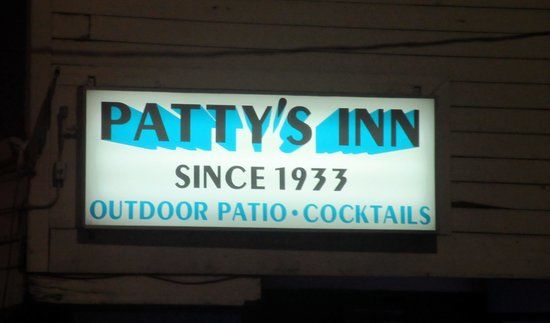 PATTY'S INN
SINCE 1933
OUTDOOR PATIO · COCKTAILS